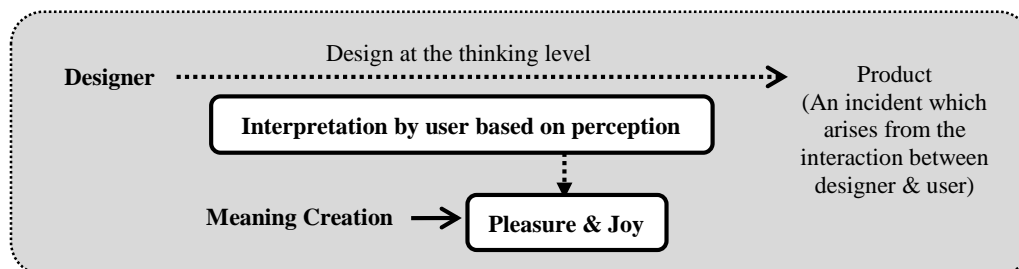 Design at the thinking level
Designer
Product
(An incident which
arises from the
interaction between
designer & user)
Interpretation by user based on perception
Meaning Creation
Pleasure & Joy